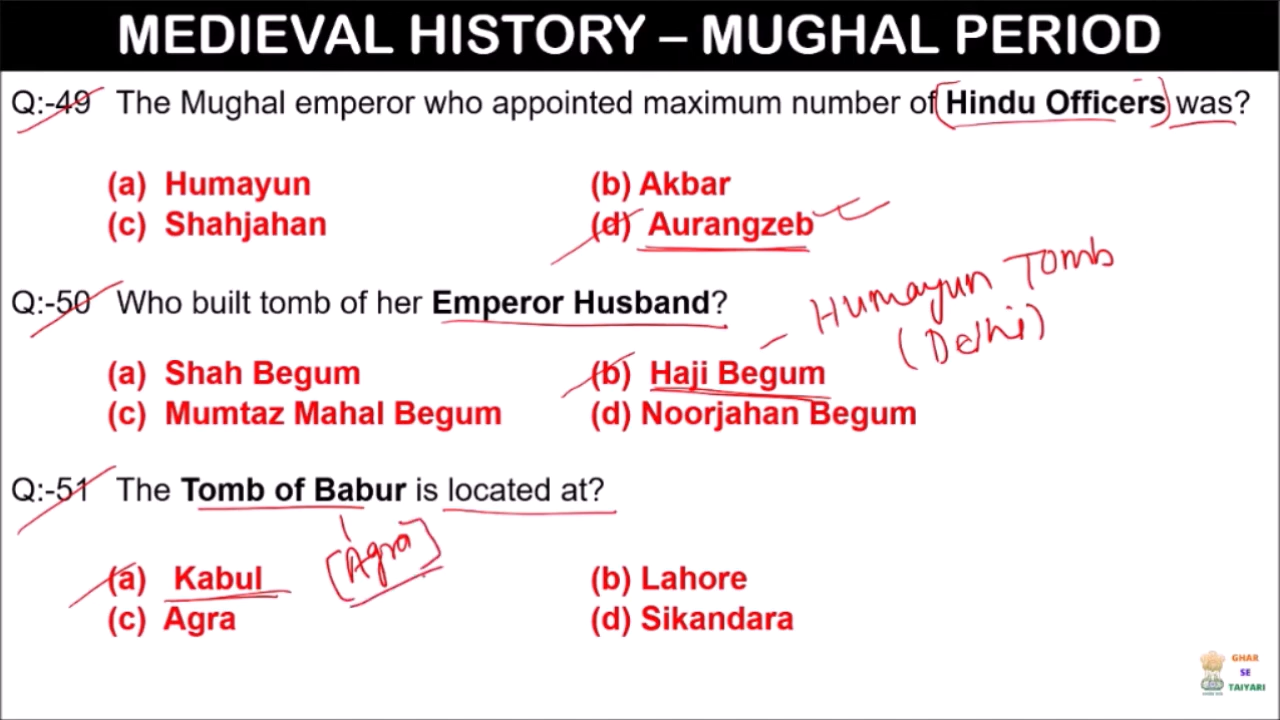 MEDIEVAL HISTORY – MUGHAL PERIOD
Q:-49 The Mughal emperor who appointed maximum number of Hindu Officers was?
(a) Humayun (b) Akbar
(c) Shahjahan (d) Aurangzeb
Q:-50 Who built tomb of her Emperor Husband?
Humayun Tomb
(Delhi)
(a) Shah Begum (b) Haji Begum
(c) Mumtaz Mahal Begum (d) Noorjahan Begum
Q:-51 The Tomb of Babur is located at?
[Agra]
(a) Kabul (b) Lahore
(c) Agra (d) Sikandara
GHAR
SE
TAIYARI